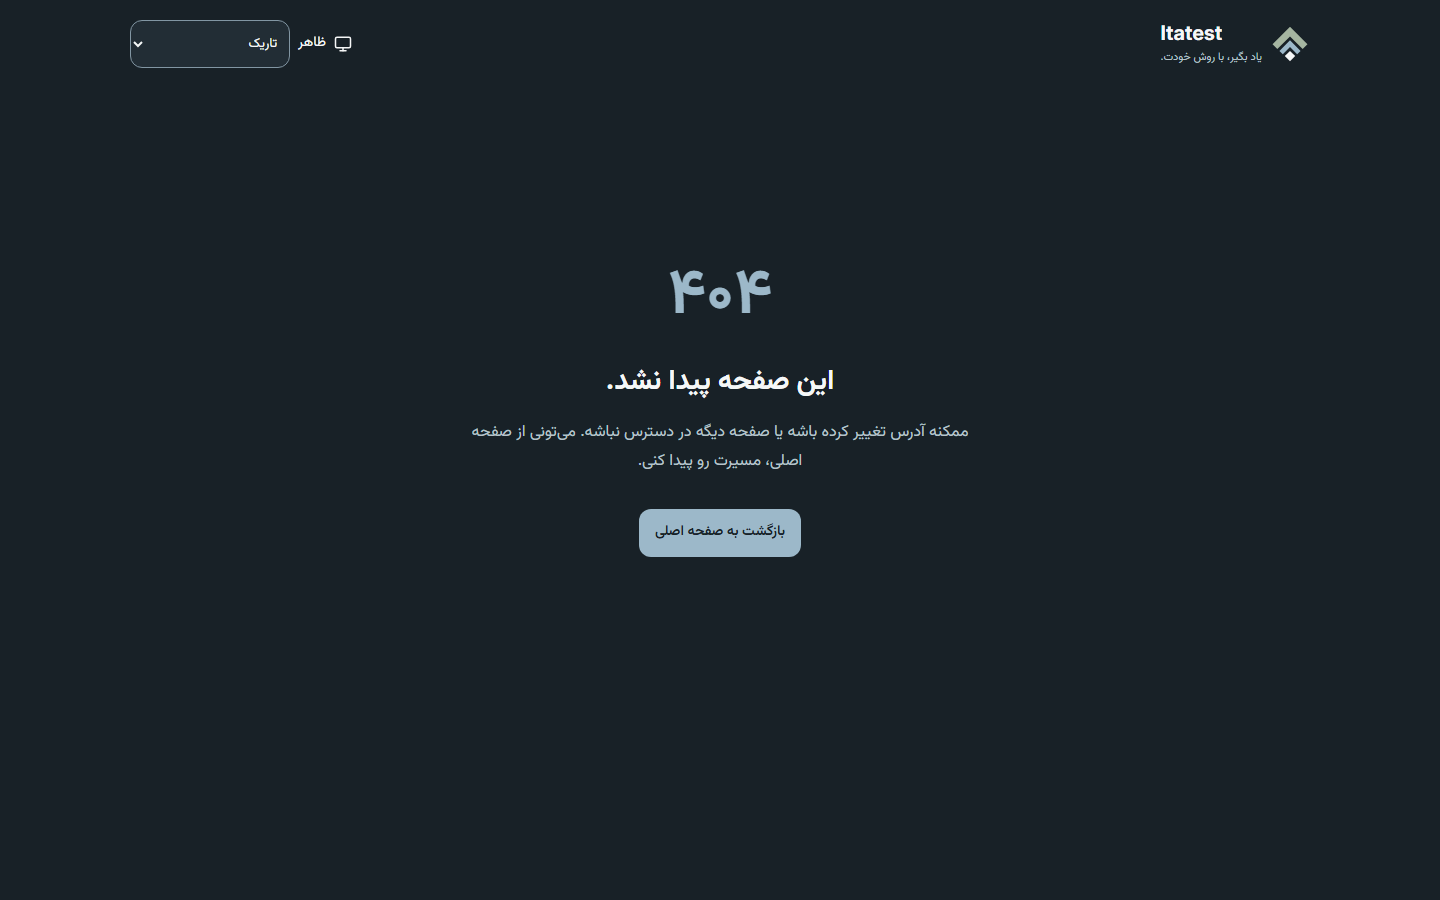 Itatest
یاد بگیر، با روش خودت.
ظاهر
تاریک
۴۰۴
این صفحه پیدا نشد.
ممکنه آدرس تغییر کرده باشه یا صفحه دیگه در دسترس نباشه. می‌تونی از صفحه
اصلی، مسیرت رو پیدا کنی.
بازگشت به صفحه اصلی